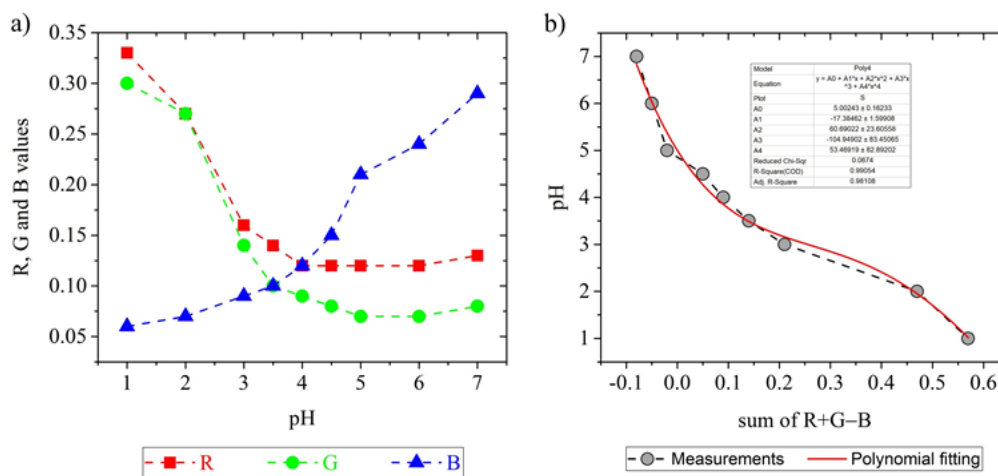 a)
R, G and B values
0.35
0.30
0.25
0.20
0.15
0.10
0.05
1 2 3 4 5 6 7
pH
R G B
b)
pH
7
6
5
4
3
2
1
Model Poly4
Equation y = A0 + A1*x + A2*x^2 + A3*x
^3 + A4*x^4
Plot S
A0 5.00243 ± 0.16233
A1 -17.38462 ± 1.59908
A2 60.69022 ± 23.60558
A3 -104.94902 ± 83.45065
A4 53.46919 ± 82.89202
Reduced Chi-Sqr 0.0674
R-Square(COD) 0.99054
Adj. R-Square 0.98108
-0.1 0.0 0.1 0.2 0.3 0.4 0.5 0.6
sum of R+G−B
Measurements Polynomial fitting